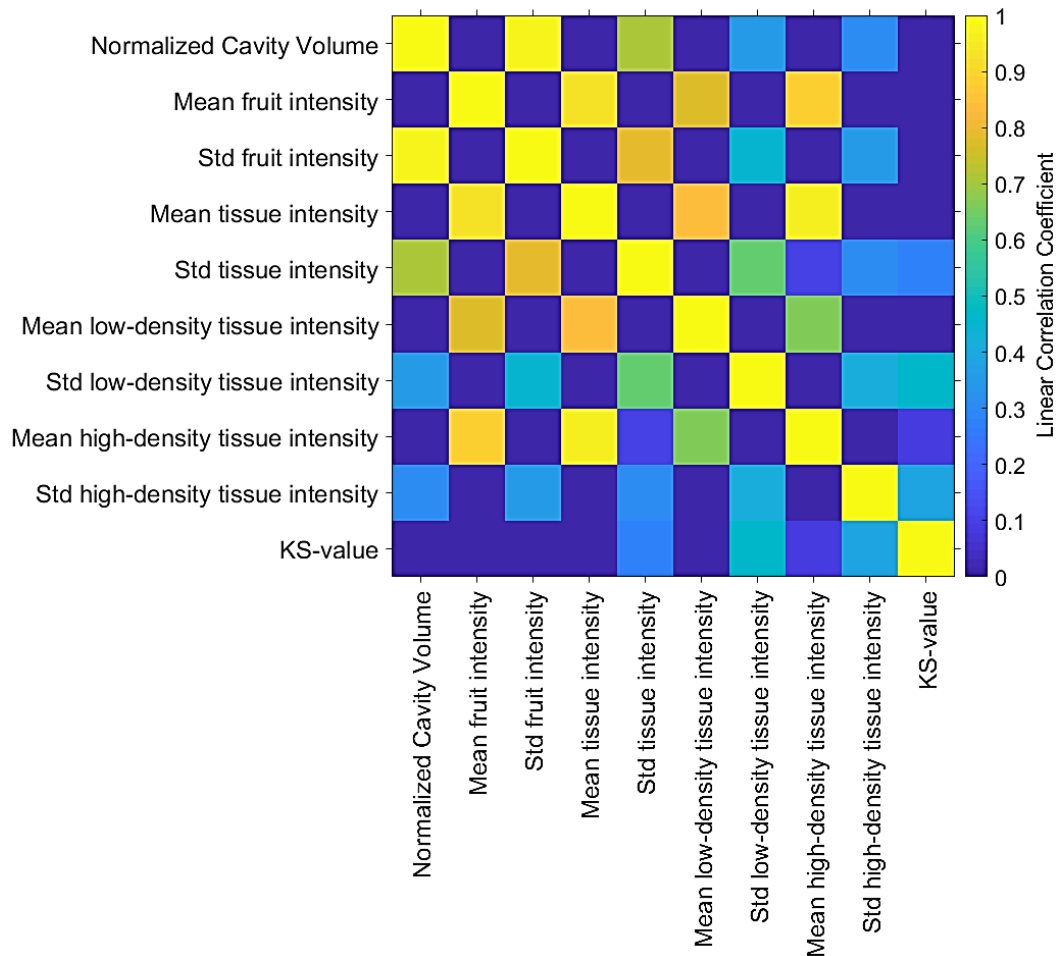 Normalized Cavity Volume
Mean fruit intensity
Std fruit intensity
Mean tissue intensity
Std tissue intensity
Mean low-density tissue intensity
Std low-density tissue intensity
Mean high-density tissue intensity
Std high-density tissue intensity
KS-value
Normalized Cavity Volume
Mean fruit intensity
Std fruit intensity
Mean tissue intensity
Std tissue intensity
Mean low-density tissue intensity
Std low-density tissue intensity
Mean high-density tissue intensity
Std high-density tissue intensity
KS-value
1
0.9
0.8
0.7
0.6
0.5
0.4
0.3
0.2
0.1
0
Linear Correlation Coefficient